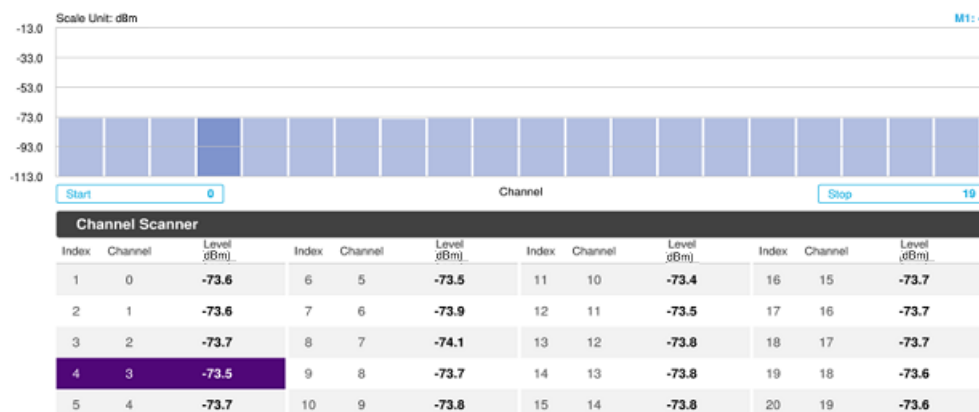 Scale Unit: dBm M1:
-13.0
-33.0
-53.0
-73.0
-93.0
-113.0
Start 0 Channel Stop 19
Channel Scanner
Index Channel Level (dBm) Index Channel Level (dBm) Index Channel Level (dBm) Index Channel Level (dBm)
1 0 -73.6 6 5 -73.5 11 10 -73.4 16 15 -73.7
2 1 -73.6 7 6 -73.9 12 11 -73.5 17 16 -73.7
3 2 -73.7 8 7 -74.1 13 12 -73.8 18 17 -73.7
4 3 -73.5 9 8 -73.7 14 13 -73.8 19 18 -73.6
5 4 -73.7 10 9 -73.8 15 14 -73.8 20 19 -73.6